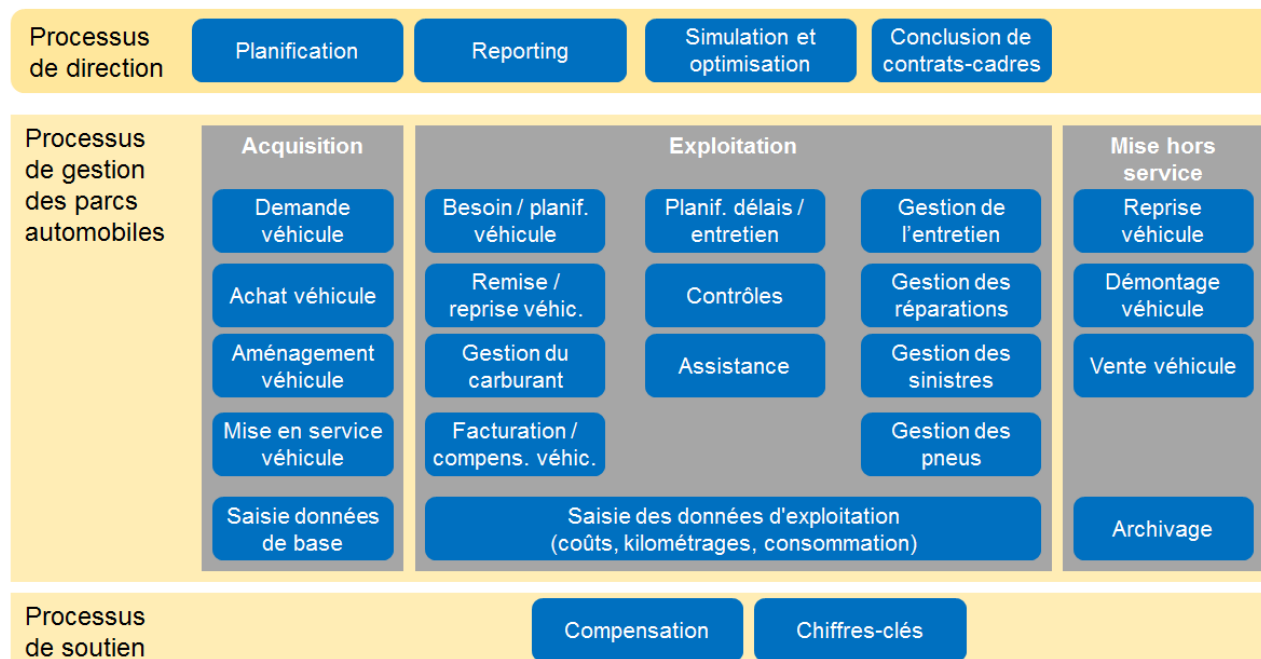 Processus
de direction
Planification
Reporting
Simulation et
optimisation
Conclusion de
contrats-cadres
Processus
de gestion
des parcs
automobiles
Acquisition
Demande
véhicule
Achat véhicule
Aménagement
véhicule
Mise en service
véhicule
Saisie données
de base
Exploitation
Besoin / planif.
véhicule
Remise /
reprise véhic.
Gestion du
carburant
Facturation /
compens. véhic.
Planif. délais /
entretien
Contrôles
Assistance
Gestion de
l’entretien
Gestion des
réparations
Gestion des
sinistres
Gestion des
pneus
Saisie des données d'exploitation
(coûts, kilométrages, consommation)
Mise hors
service
Reprise
véhicule
Démontage
véhicule
Vente véhicule
Archivage
Processus
de soutien
Compensation
Chiffres-clés